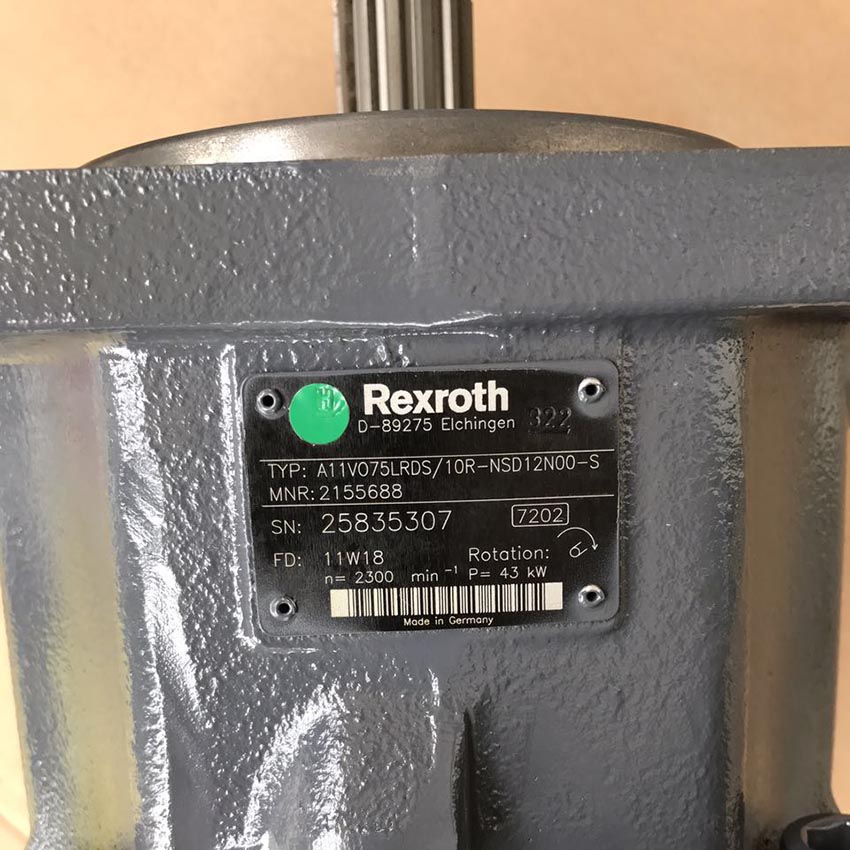 Rexroth
D-89275 Elchingen 322
TYP: A11VO75LRDS/10R-NSD12N00-S
MNR: 2155688
SN: 25835307 7202
FD: 11W18 Rotation:
n= 2300 min⁻¹ P= 43 kW
Made in Germany